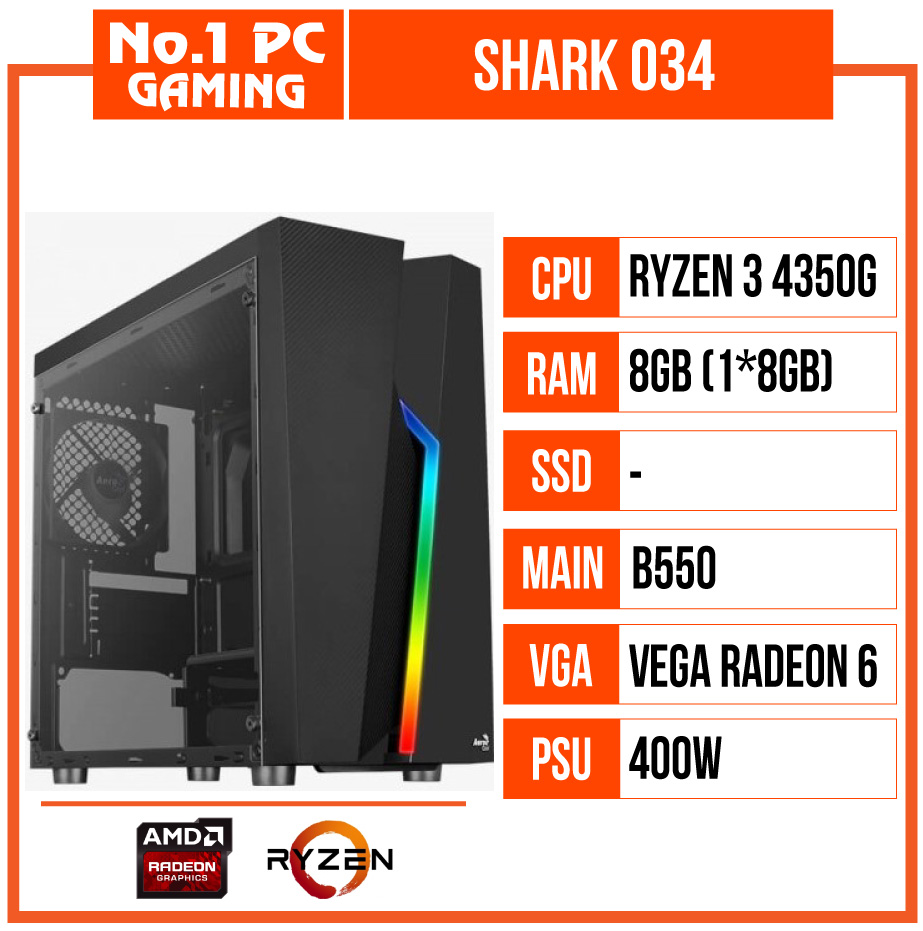 No.1 PC
GAMING
SHARK 034
CPU
RYZEN 3 4350G
RAM
8GB (1*8GB)
SSD
-
MAIN
B550
VGA
VEGA RADEON 6
PSU
400W
Aero
AMD
RADEON
GRAPHICS
RYZEN